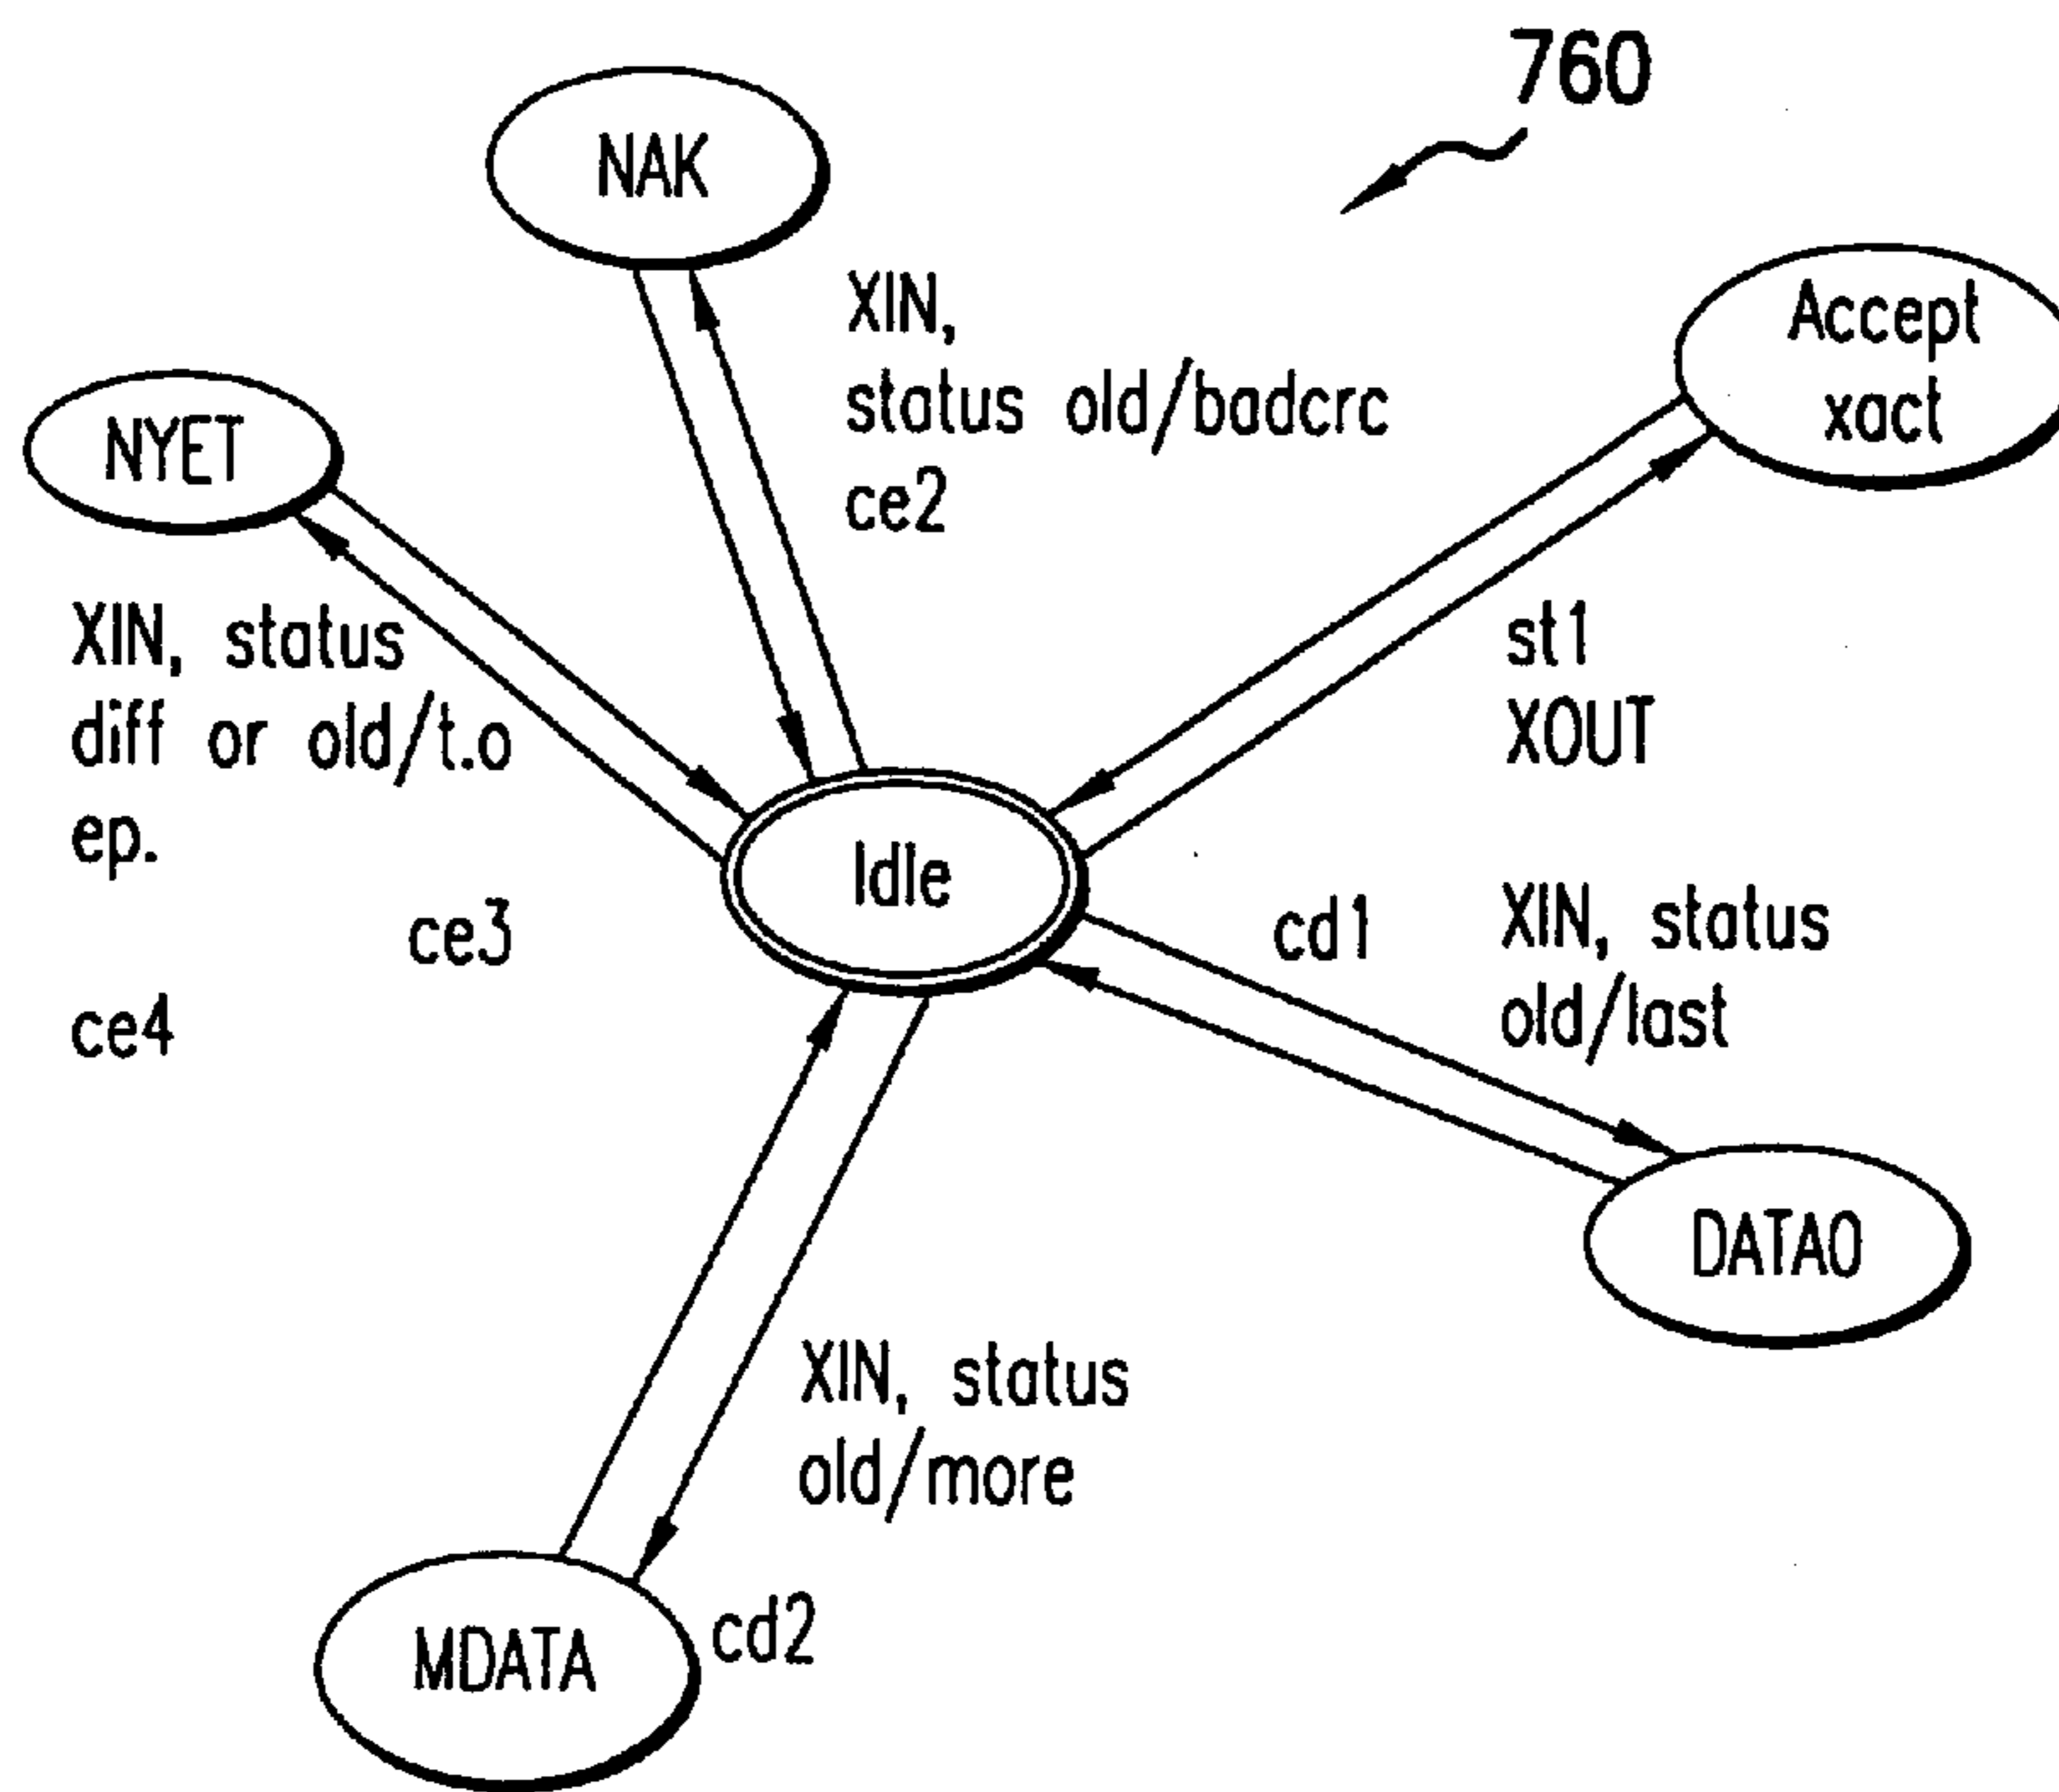 760
NAK
XIN,
status old/badcrc
ce2
Accept
xact
NYET
XIN, status
diff or old/t.o
ep.
ce3
ce4
st1
XOUT
Idle
cd1
XIN, status
old/last
DATA0
XIN, status
old/more
MDATA
cd2